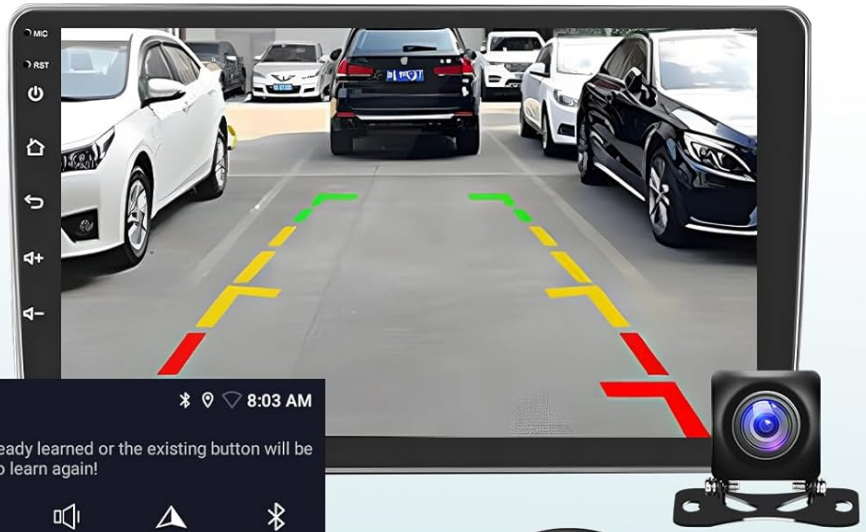 MIC
RST
8:03 AM
eady learned or the existing button will be
o learn again!